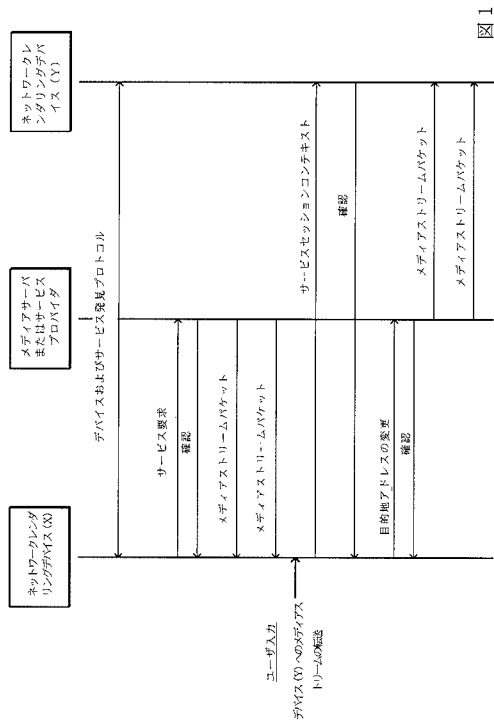 ネットワークレンダ
リングデバイス(X)
メディアサーバ
またはサービス
プロバイダ
ネットワークレ
ンダリングデバ
イス(Y)
デバイスおよびサービス発見プロトコル
サービス要求
確認
メディアストリームパケット
メディアストリームパケット
ユーザ入力
デバイス(Y)へのメディアス
トリームの転送
サービスセッションコンテキスト
確認
目的地アドレスの変更
確認
メディアストリームパケット
メディアストリームパケット
図1